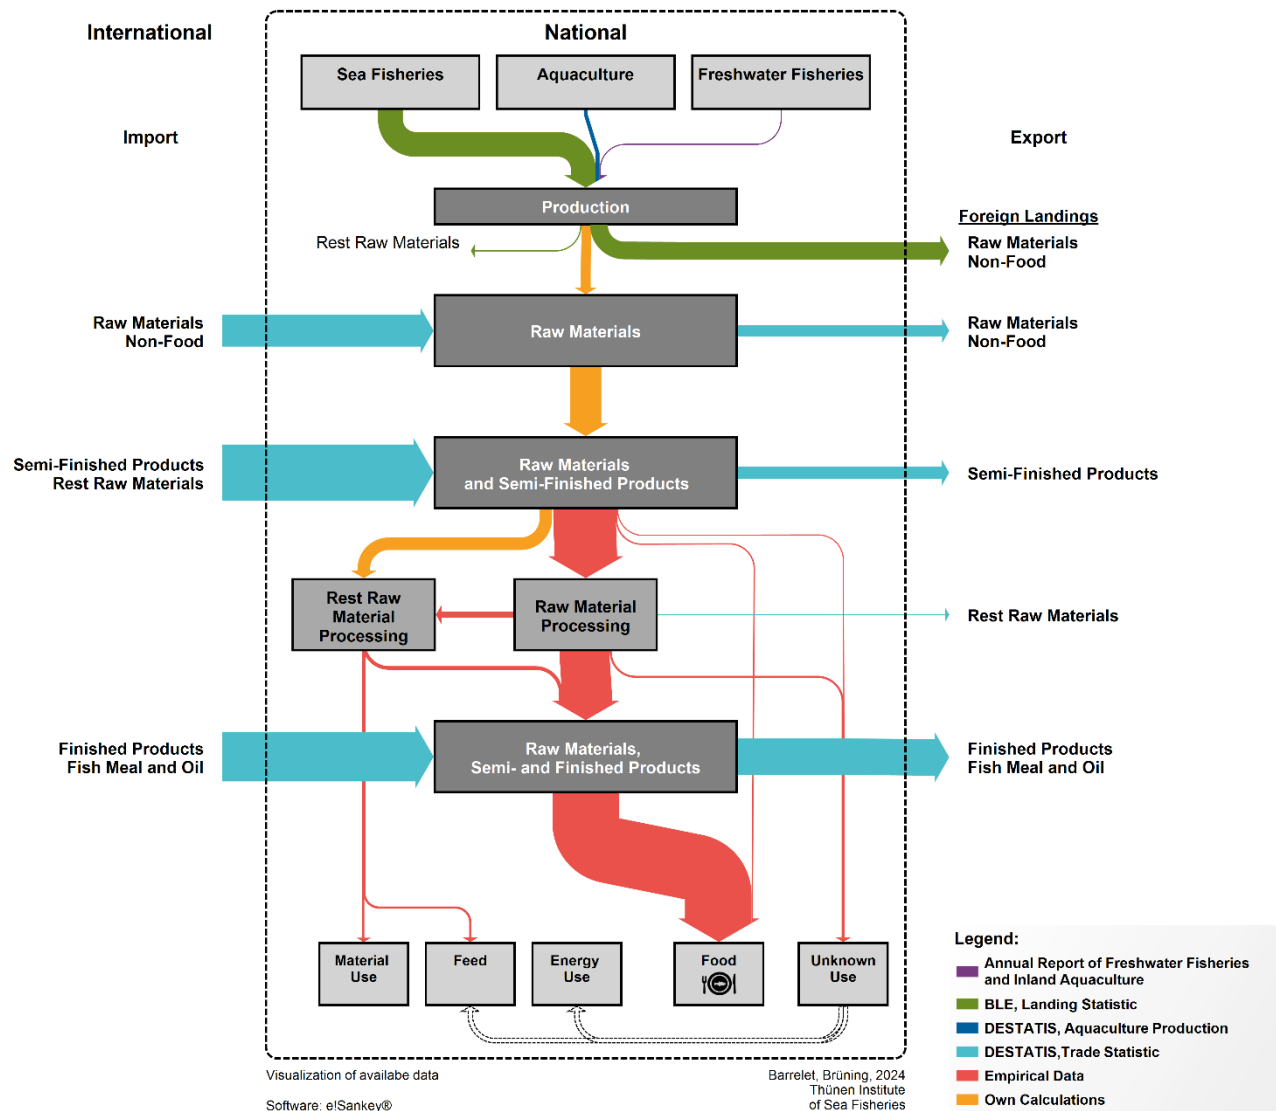 International
National
Sea Fisheries
Aquaculture
Freshwater Fisheries
Import
Export
Production
Foreign Landings
Rest Raw Materials
Raw Materials
Non-Food
Raw Materials
Non-Food
Raw Materials
Raw Materials
Non-Food
Semi-Finished Products
Rest Raw Materials
Raw Materials
and Semi-Finished Products
Semi-Finished Products
Rest Raw
Material
Processing
Raw Material
Processing
Rest Raw Materials
Finished Products
Fish Meal and Oil
Raw Materials,
Semi- and Finished Products
Finished Products
Fish Meal and Oil
Material
Use
Feed
Energy
Use
Food
Unknown
Use
Legend:
Annual Report of Freshwater Fisheries
and Inland Aquaculture
BLE, Landing Statistic
DESTATIS, Aquaculture Production
DESTATIS,Trade Statistic
Empirical Data
Own Calculations
Visualization of availabe data
Software: e!Sankey®
Barrelet, Brüning, 2024
Thünen Institute
of Sea Fisheries